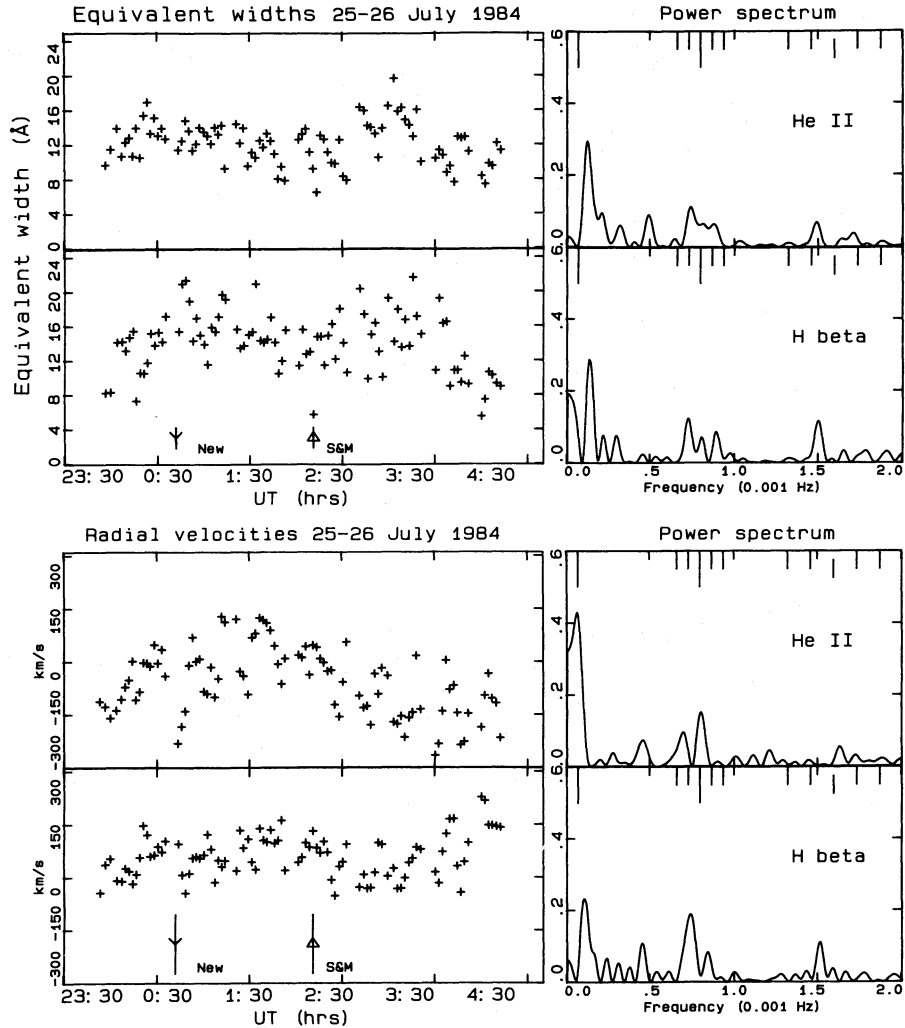 Equivalent widths 25-26 July 1984
Power spectrum
Equivalent width (Å)
0 4 8 12 16 20 24
.0 .2 .4 .6
He II
0 4 8 12 16 20 24
.0 .2 .4 .6
H beta
New
S&M
23:30 0:30 1:30 2:30 3:30 4:30
UT (hrs)
0.0 .5 1.0 1.5 2.0
Frequency (0.001 Hz)
Radial velocities 25-26 July 1984
Power spectrum
km/s
-300 -150 0 150 300
.0 .2 .4 .6
He II
km/s
-300 -150 0 150 300
.0 .2 .4 .6
H beta
New
S&M
23:30 0:30 1:30 2:30 3:30 4:30
UT (hrs)
0.0 .5 1.0 1.5 2.0
Frequency (0.001 Hz)